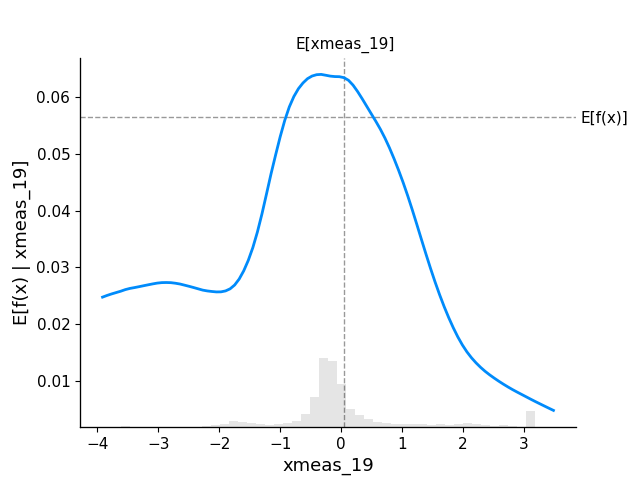 E[xmeas_19]
E[f(x)]
E[f(x) | xmeas_19]
0.06
0.05
0.04
0.03
0.02
0.01
−4 −3 −2 −1 0 1 2 3
xmeas_19